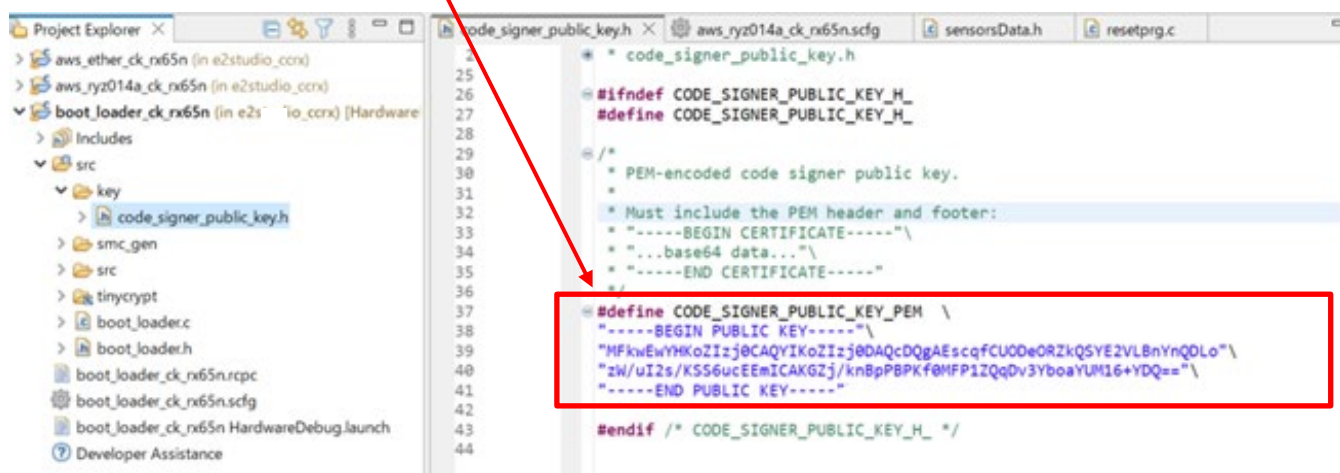 Project Explorer
aws_ether_ck_rx65n (in e2studio_ccrx)
aws_ryz014a_ck_rx65n (in e2studio_ccrx)
boot_loader_ck_rx65n (in e2s io_ccrx) [Hardware
Includes
src
key
code_signer_public_key.h
smc_gen
src
tinycrypt
boot_loader.c
boot_loader.h
boot_loader_ck_rx65n.rcpc
boot_loader_ck_rx65n.scfg
boot_loader_ck_rx65n HardwareDebug.launch
Developer Assistance
code_signer_public_key.h
aws_ryz014a_ck_rx65n.scfg
sensorsData.h
resetprg.c
2 * code_signer_public_key.h
25
26 #ifndef CODE_SIGNER_PUBLIC_KEY_H_
27 #define CODE_SIGNER_PUBLIC_KEY_H_
28
29 /*
30 * PEM-encoded code signer public key.
31 *
32 * Must include the PEM header and footer:
33 * "-----BEGIN CERTIFICATE-----"\
34 * "...base64 data..."\
35 * "-----END CERTIFICATE-----"
36 */
37 #define CODE_SIGNER_PUBLIC_KEY_PEM \
38 "-----BEGIN PUBLIC KEY-----"\
39 "MFkwEwYHKoZIzj0CAQYIKoZIzj0DAQcDQgAEscqfCUODeORZkQSYE2VLBnYnQDLo"\
40 "zW/uI2s/KSS6ucEEmICAKGZj/knBpPBPKf0MFP1ZQqDv3YboaYUM16+YDQ=="\
41 "-----END PUBLIC KEY-----"
42
43 #endif /* CODE_SIGNER_PUBLIC_KEY_H_ */
44